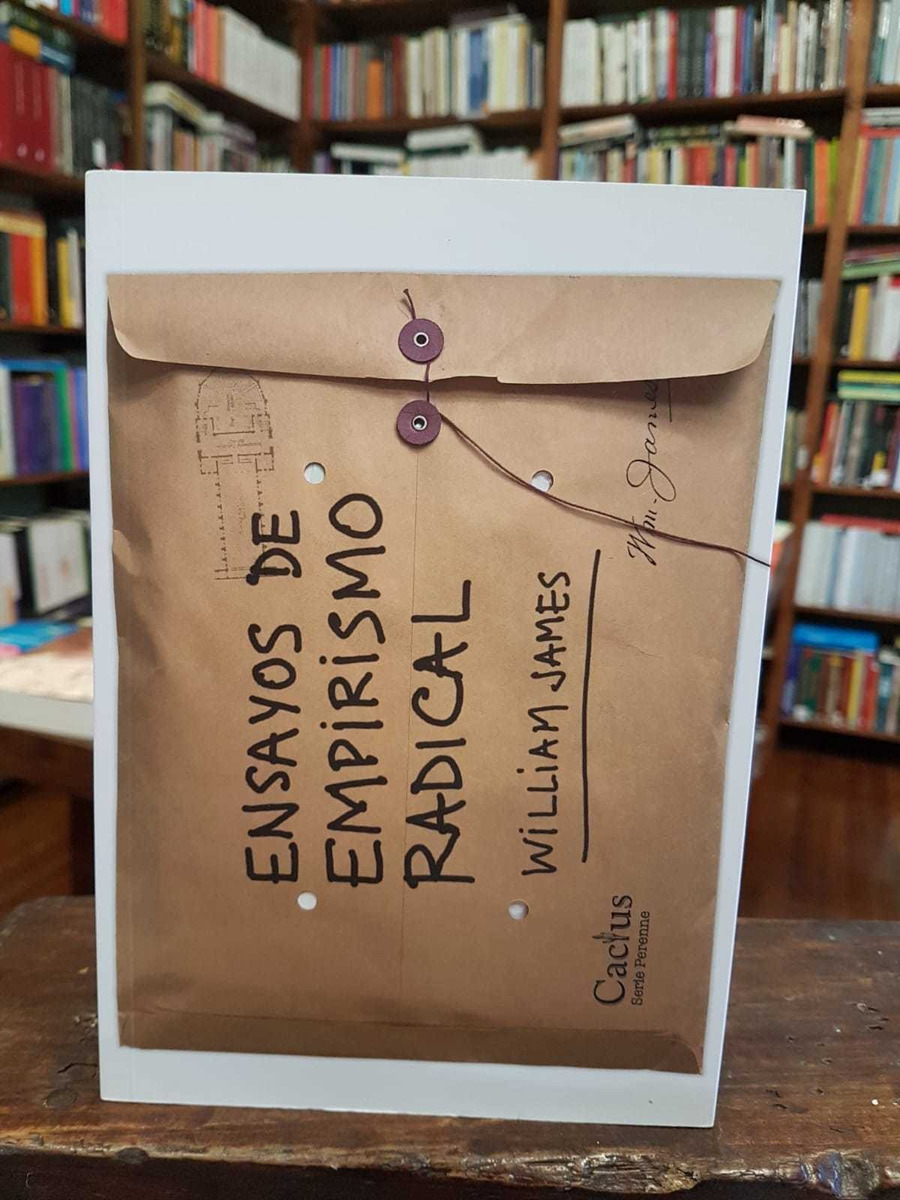 ENSAYOS DE
EMPIRISMO
RADICAL
WILLIAM JAMES
Wm. James
Cactus
Serie Perenne